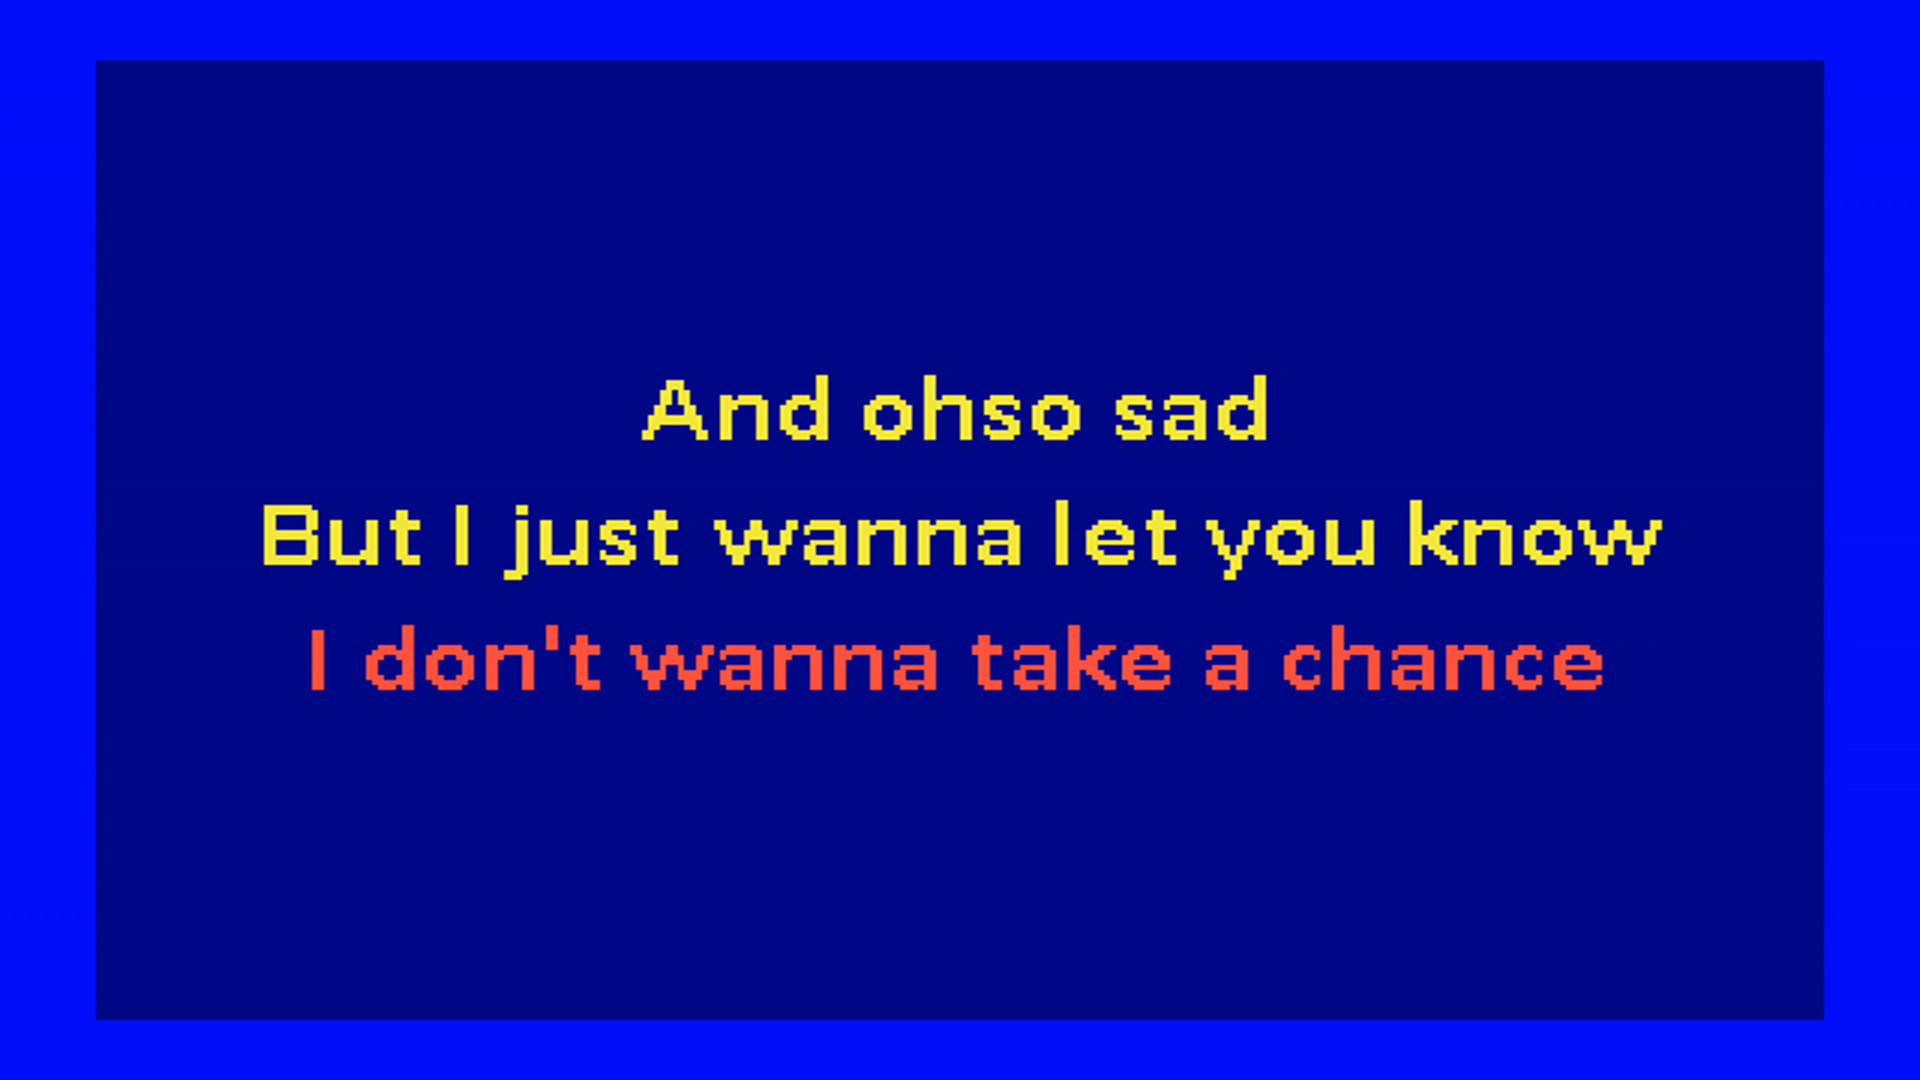 And ohso sad
But I just wanna let you know
I don't wanna take a chance